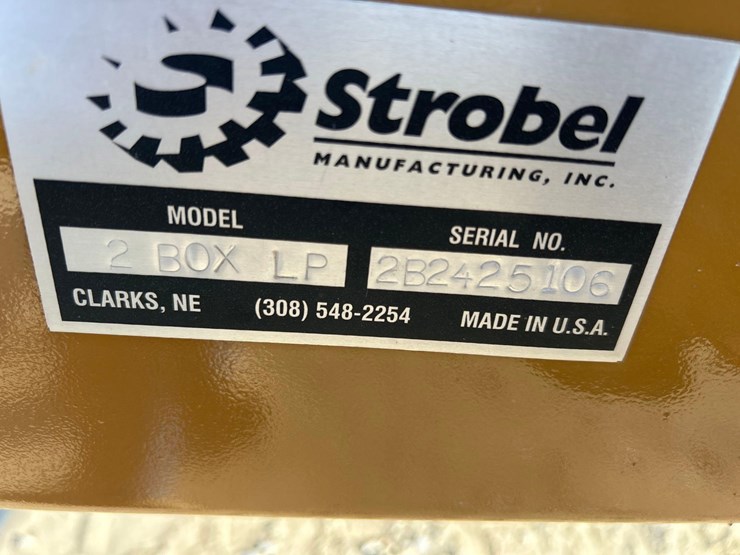 Strobel
MANUFACTURING, INC.
MODEL
SERIAL NO.
2 BOX LP
2B2425106
CLARKS, NE
(308) 548-2254
MADE IN U.S.A.